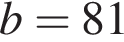 b = 81